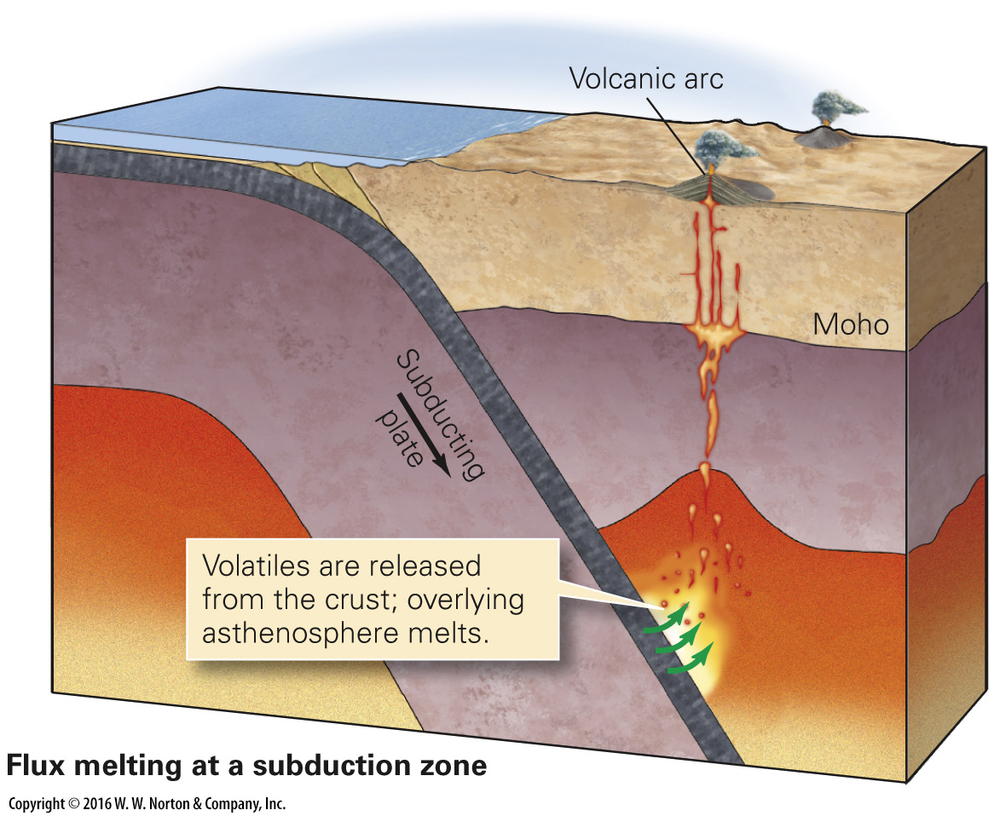 Volcanic arc
Moho
Subducting
plate
Volatiles are released
from the crust; overlying
asthenosphere melts.
Flux melting at a subduction zone
Copyright © 2016 W. W. Norton & Company, Inc.